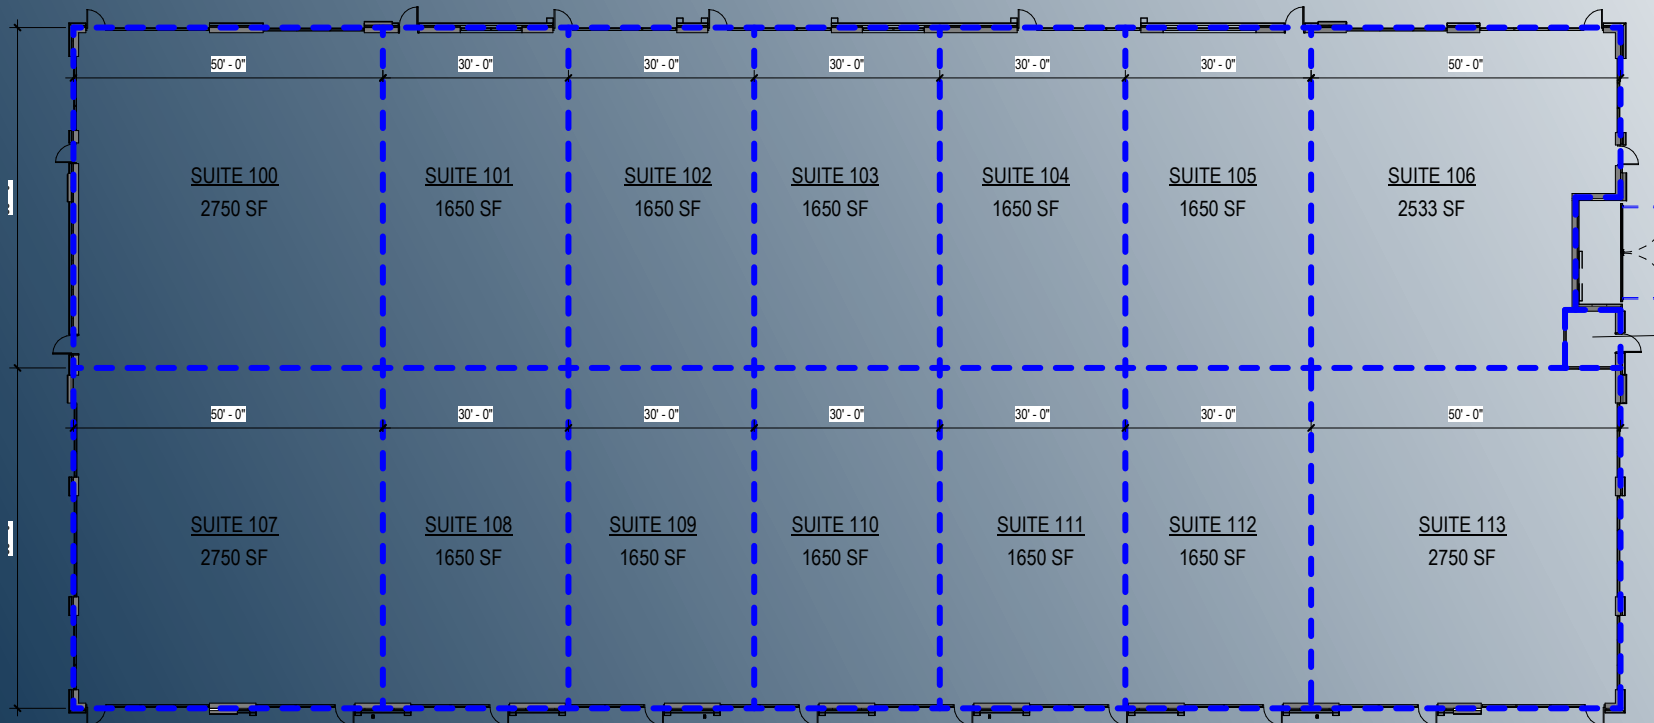 50' - 0"
30' - 0"
30' - 0"
30' - 0"
30' - 0"
30' - 0"
50' - 0"
SUITE 100
2750 SF
SUITE 101
1650 SF
SUITE 102
1650 SF
SUITE 103
1650 SF
SUITE 104
1650 SF
SUITE 105
1650 SF
SUITE 106
2533 SF
50' - 0"
30' - 0"
30' - 0"
30' - 0"
30' - 0"
30' - 0"
50' - 0"
SUITE 107
2750 SF
SUITE 108
1650 SF
SUITE 109
1650 SF
SUITE 110
1650 SF
SUITE 111
1650 SF
SUITE 112
1650 SF
SUITE 113
2750 SF